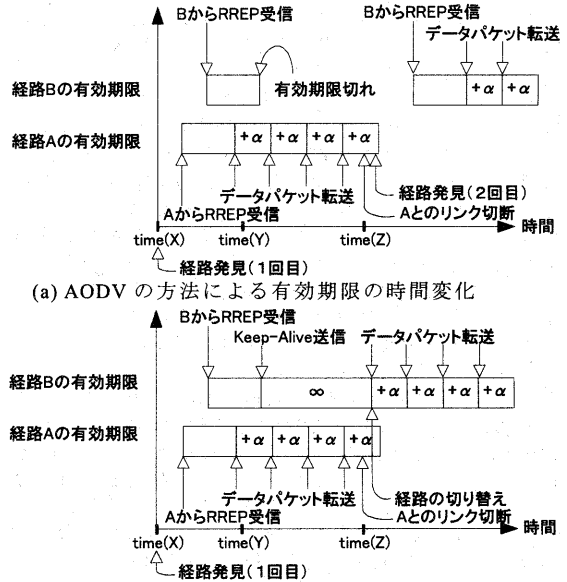 BからRREP受信
BからRREP受信
データパケット転送
経路Bの有効期限
有効期限切れ
+α +α
経路Aの有効期限
+α +α +α +α
データパケット転送
経路発見(2回目)
AからRREP受信
Aとのリンク切断
時間
time(X) time(Y) time(Z)
経路発見(1回目)
(a) AODV の方法による有効期限の時間変化
BからRREP受信
Keep-Alive送信 データパケット転送
経路Bの有効期限
∞ +α +α +α +α
経路Aの有効期限
+α +α +α +α
データパケット転送
経路の切り替え
AからRREP受信
Aとのリンク切断
時間
time(X) time(Y) time(Z)
経路発見(1回目)